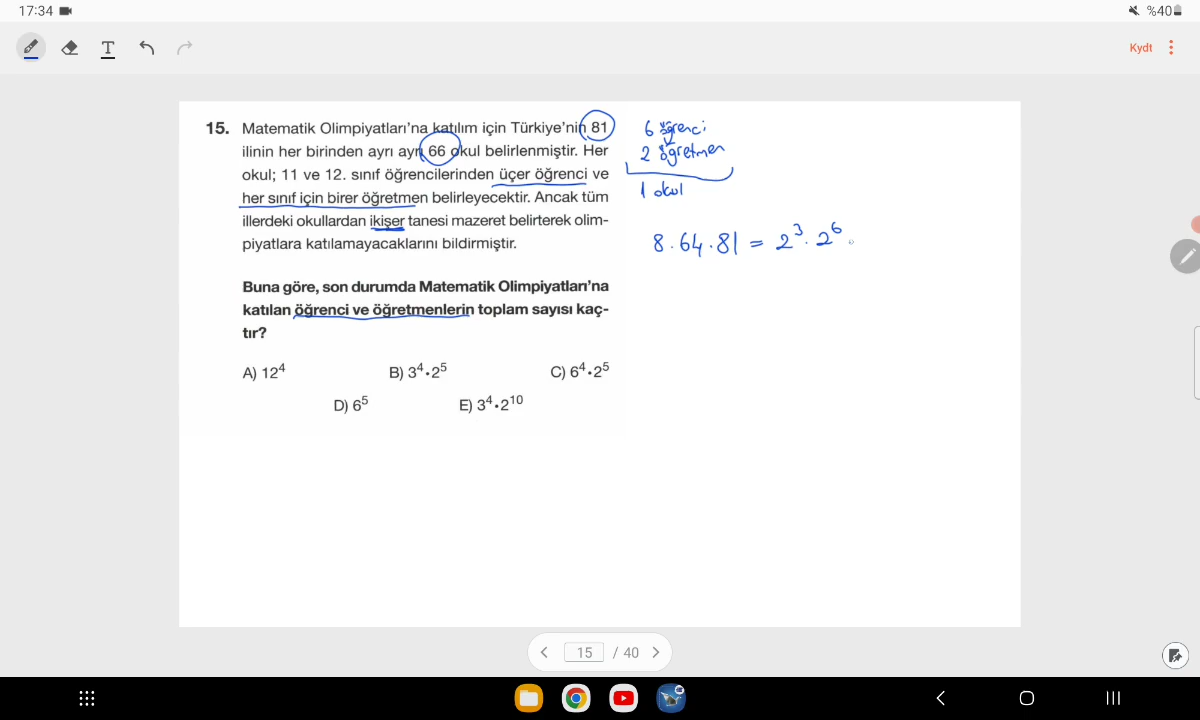 17:34
%40
T
Kydt
15. Matematik Olimpiyatları'na katılım için Türkiye'nin 81
ilinin her birinden ayrı ayrı 66 okul belirlenmiştir. Her
okul; 11 ve 12. sınıf öğrencilerinden üçer öğrenci ve
her sınıf için birer öğretmen belirleyecektir. Ancak tüm
illerdeki okullardan ikişer tanesi mazeret belirterek olim-
piyatlara katılamayacaklarını bildirmiştir.
Buna göre, son durumda Matematik Olimpiyatları'na
katılan öğrenci ve öğretmenlerin toplam sayısı kaç-
tır?
A) 12⁴ B) 3⁴•2⁵ C) 6⁴•2⁵
D) 6⁵ E) 3⁴•2¹⁰
6 öğrenci
2 öğretmen
1 okul
8.64.81 = 2³.2⁶.
15 / 40